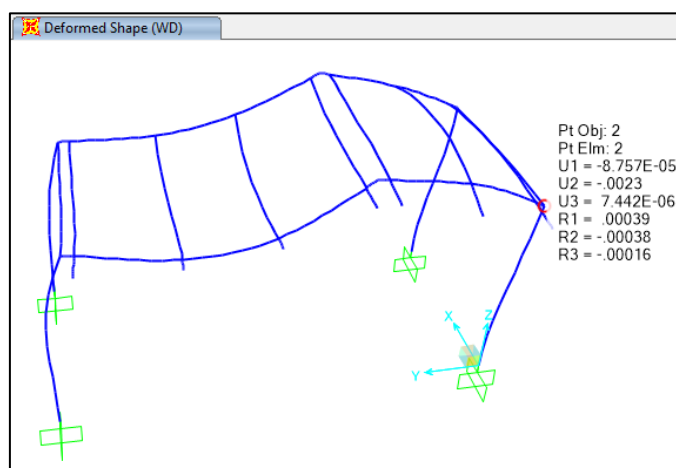 Deformed Shape (WD)
Pt Obj: 2
Pt Elm: 2
U1 = -8.757E-05
U2 = -.0023
U3 = 7.442E-06
R1 = .00039
R2 = -.00038
R3 = -.00016
X
Z
Y